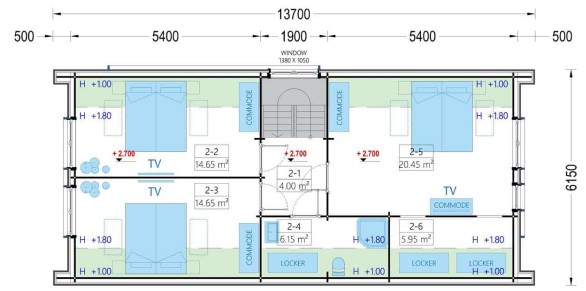 13700
500
5400
1900
5400
500
WINDOW
1380 X 1050
H +1.00
H +1.00
COMMODE
COMMODE
H +1.80
H +1.80
+ 2.700
2-2
14.65 m²
TV
+ 2.700
+ 2.700
2-5
20.45 m²
2-1
4.00 m²
TV
2-3
14.65 m²
TV
COMMODE
6150
2-4
6.15 m²
2-6
5.95 m²
H +1.80
COMMODE
H +1.80
H +1.80
LOCKER
LOCKER
LOCKER
H +1.00
H +1.00
H +1.00